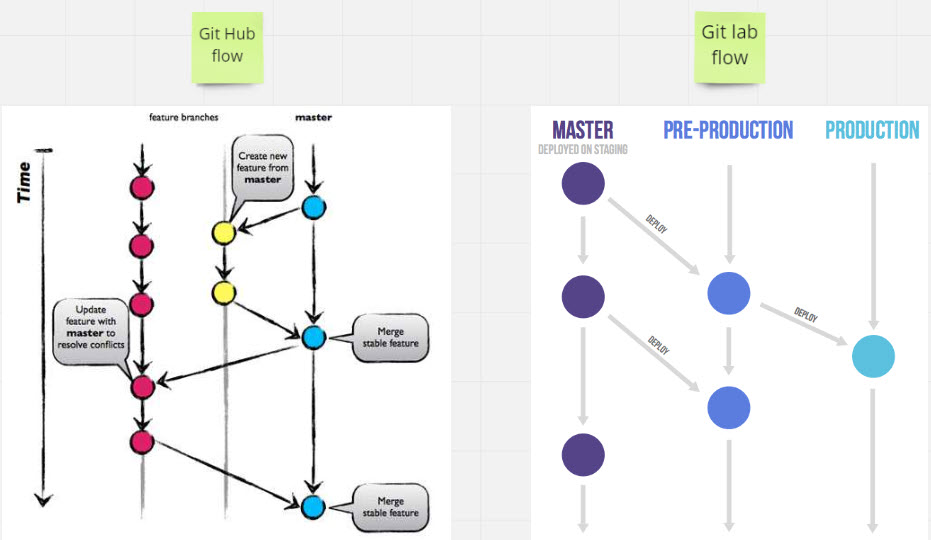 Git Hub
flow
feature branches
master
Time
Create new
feature from
master
Update
feature with
master to
resolve conflicts
Merge
stable feature
Merge
stable feature
Git lab
flow
MASTER
DEPLOYED ON STAGING
PRE-PRODUCTION
PRODUCTION
DEPLOY
DEPLOY
DEPLOY